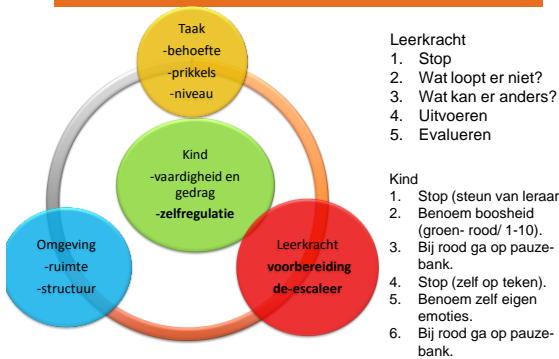 Taak
-behoefte
-prikkels
-niveau
Kind
-vaardigheid en
gedrag
-zelfregulatie
Omgeving
-ruimte
-structuur
Leerkracht
voorbereiding
de-escaleer
Leerkracht
1. Stop
2. Wat loopt er niet?
3. Wat kan er anders?
4. Uitvoeren
5. Evalueren
Kind
1. Stop (steun van leraar
2. Benoem boosheid
(groen- rood/ 1-10).
3. Bij rood ga op pauze-
bank.
4. Stop (zelf op teken).
5. Benoem zelf eigen
emoties.
6. Bij rood ga op pauze-
bank.